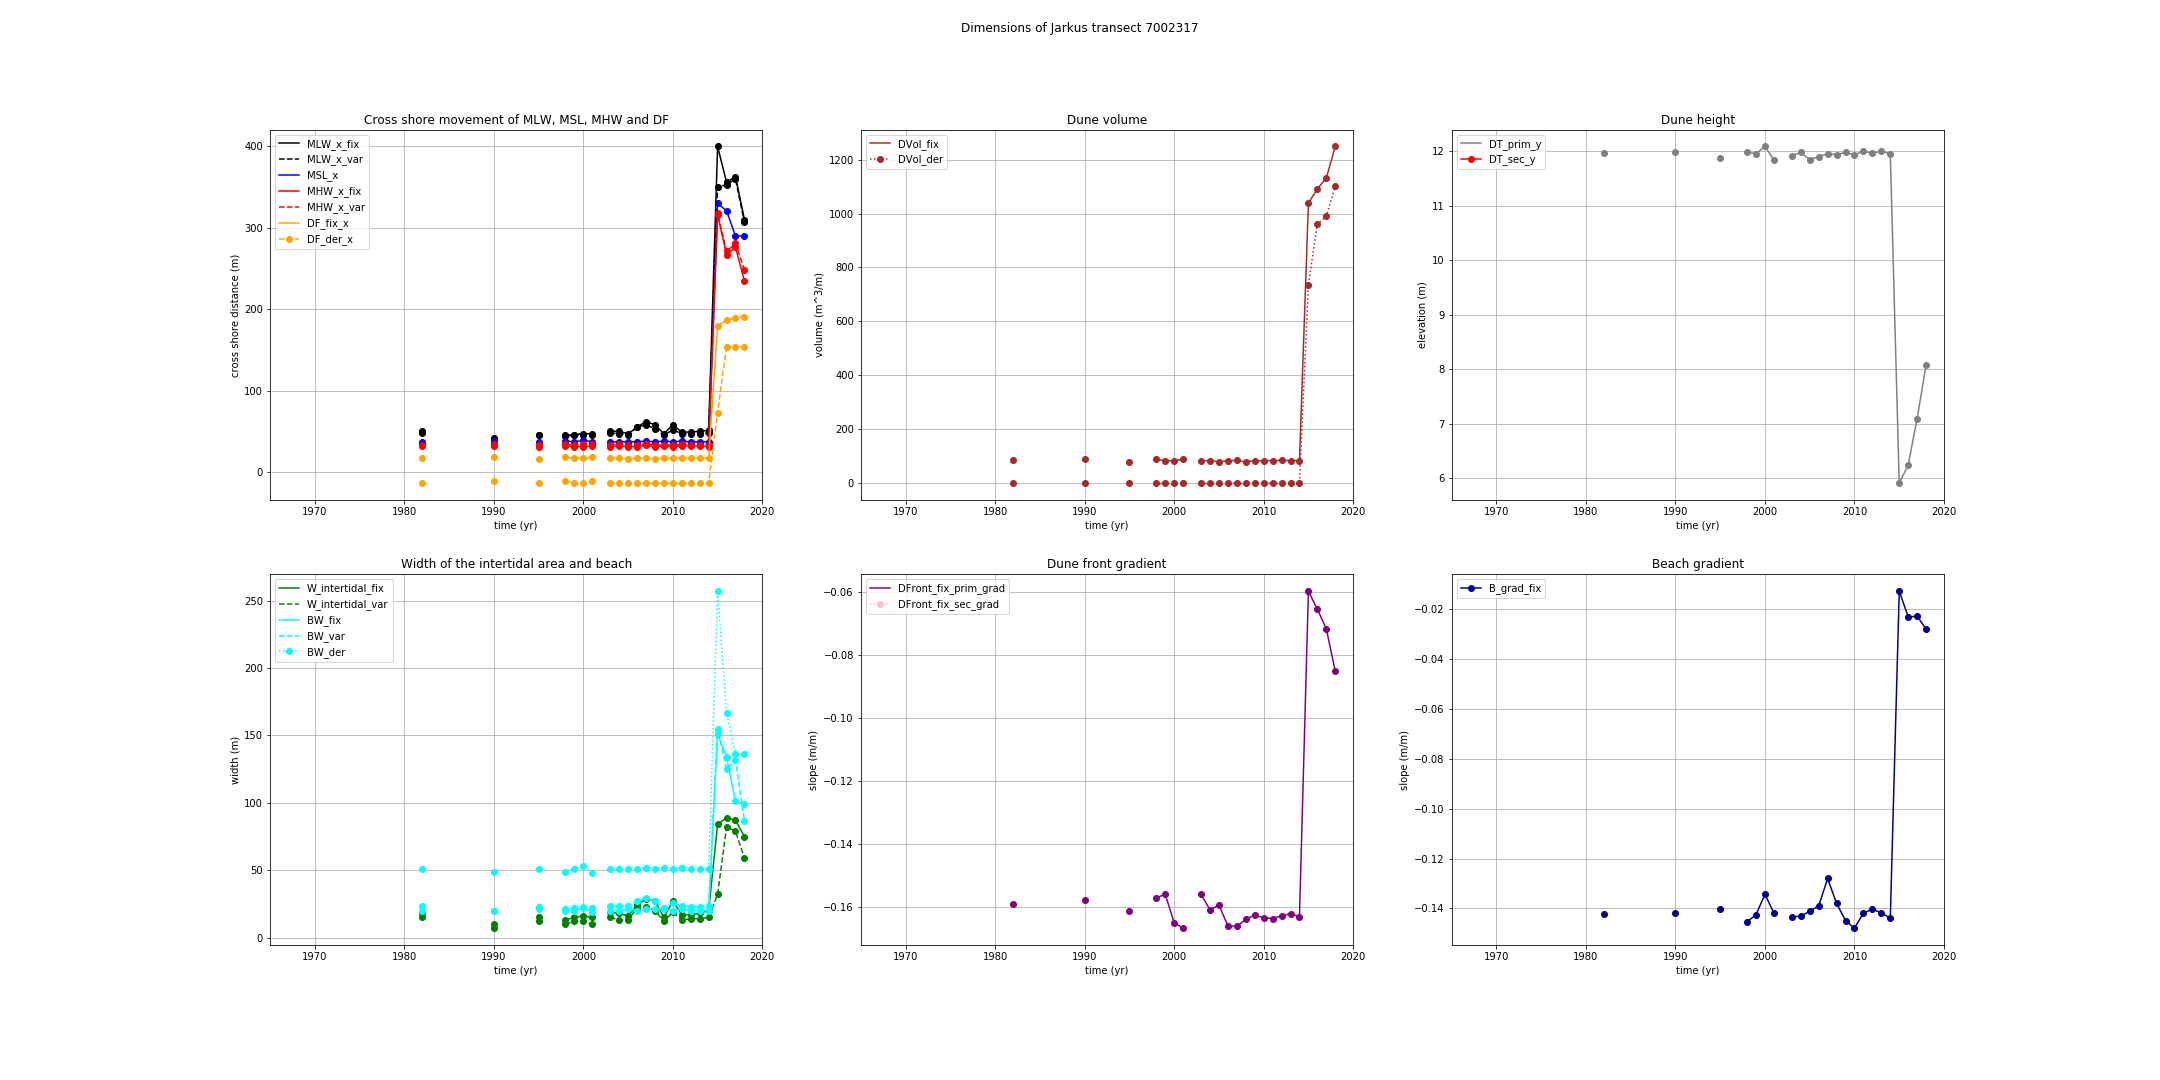 Dimensions of Jarkus transect 7002317
Cross shore movement of MLW, MSL, MHW and DF
MLW_x_fix
MLW_x_var
MSL_x
MHW_x_fix
MHW_x_var
DF_fix_x
DF_der_x
400
300
200
100
0
cross shore distance (m)
1970 1980 1990 2000 2010 2020
time (yr)
Dune volume
DVol_fix
DVol_der
1200
1000
800
600
400
200
0
volume (m^3/m)
1970 1980 1990 2000 2010 2020
time (yr)
Dune height
DT_prim_y
DT_sec_y
12
11
10
9
8
7
6
elevation (m)
1970 1980 1990 2000 2010 2020
time (yr)
Width of the intertidal area and beach
W_intertidal_fix
W_intertidal_var
BW_fix
BW_var
BW_der
250
200
150
100
50
0
width (m)
1970 1980 1990 2000 2010 2020
time (yr)
Dune front gradient
DFront_fix_prim_grad
DFront_fix_sec_grad
−0.06
−0.08
−0.10
−0.12
−0.14
−0.16
slope (m/m)
1970 1980 1990 2000 2010 2020
time (yr)
Beach gradient
B_grad_fix
−0.02
−0.04
−0.06
−0.08
−0.10
−0.12
−0.14
slope (m/m)
1970 1980 1990 2000 2010 2020
time (yr)